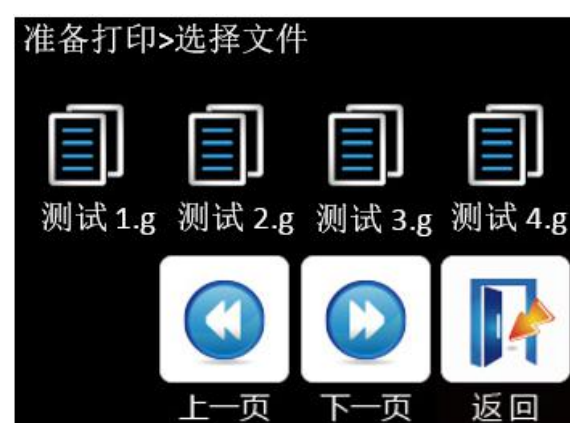 准备打印>选择文件
测试 1.g 测试 2.g 测试 3.g 测试 4.g
上一页 下一页 返回